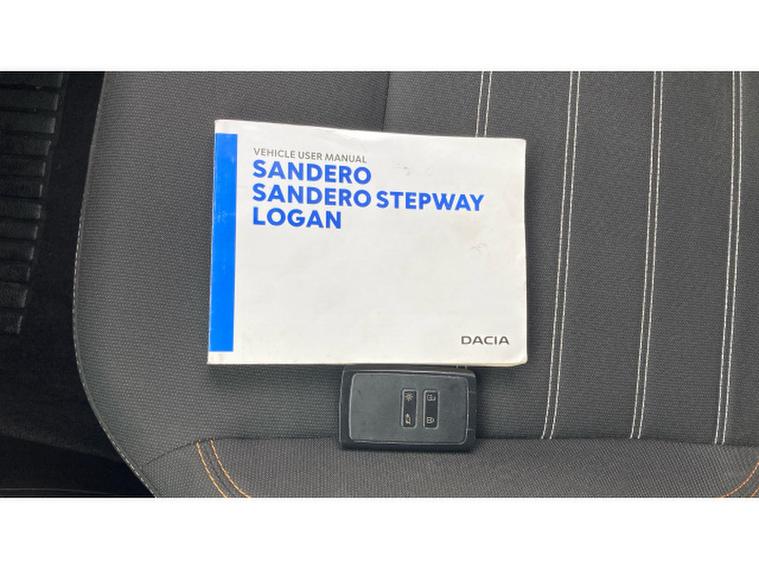 VEHICLE USER MANUAL
SANDERO
SANDERO STEPWAY
LOGAN
DACIA